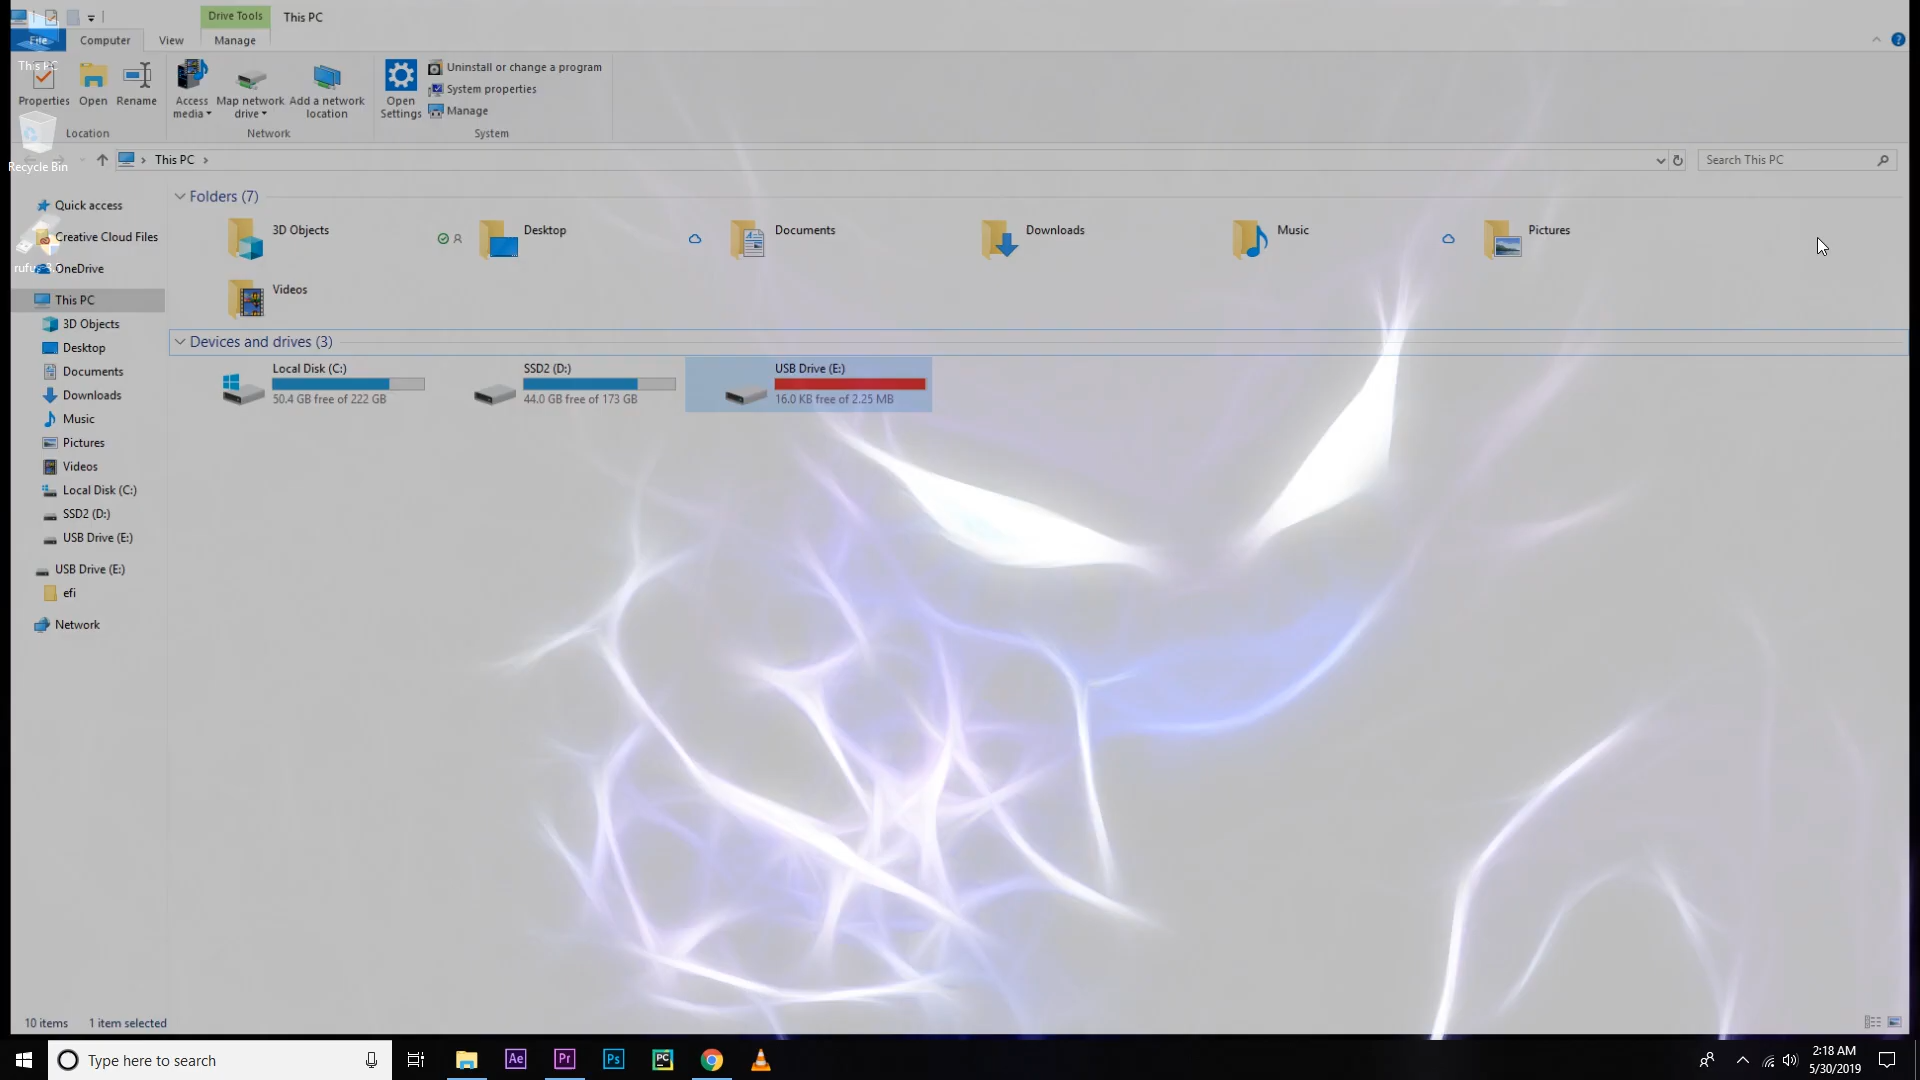 Drive Tools
This PC
File
Computer
View
Manage
This PC
Properties
Open
Rename
Access media
Map network drive
Add a network location
Open Settings
Uninstall or change a program
System properties
Manage
Location
Network
System
Recycle Bin
This PC
Search This PC
Quick access
Creative Cloud Files
OneDrive
This PC
3D Objects
Desktop
Documents
Downloads
Music
Pictures
Videos
Local Disk (C:)
SSD2 (D:)
USB Drive (E:)
USB Drive (E:)
efi
Network
Folders (7)
3D Objects
Desktop
Documents
Downloads
Music
Pictures
Videos
Devices and drives (3)
Local Disk (C:)
50.4 GB free of 222 GB
SSD2 (D:)
44.0 GB free of 173 GB
USB Drive (E:)
16.0 KB free of 2.25 MB
10 items
1 item selected
Type here to search
Ae
Pr
Ps
PC
2:18 AM
5/30/2019